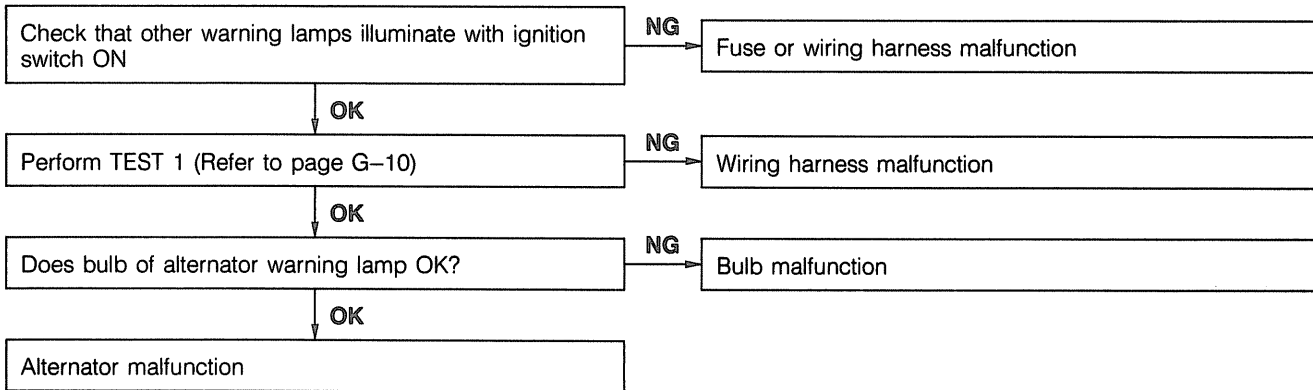 Check that other warning lamps illuminate with ignition
switch ON
NG
Fuse or wiring harness malfunction
OK
Perform TEST 1 (Refer to page G–10)
NG
Wiring harness malfunction
OK
Does bulb of alternator warning lamp OK?
NG
Bulb malfunction
OK
Alternator malfunction